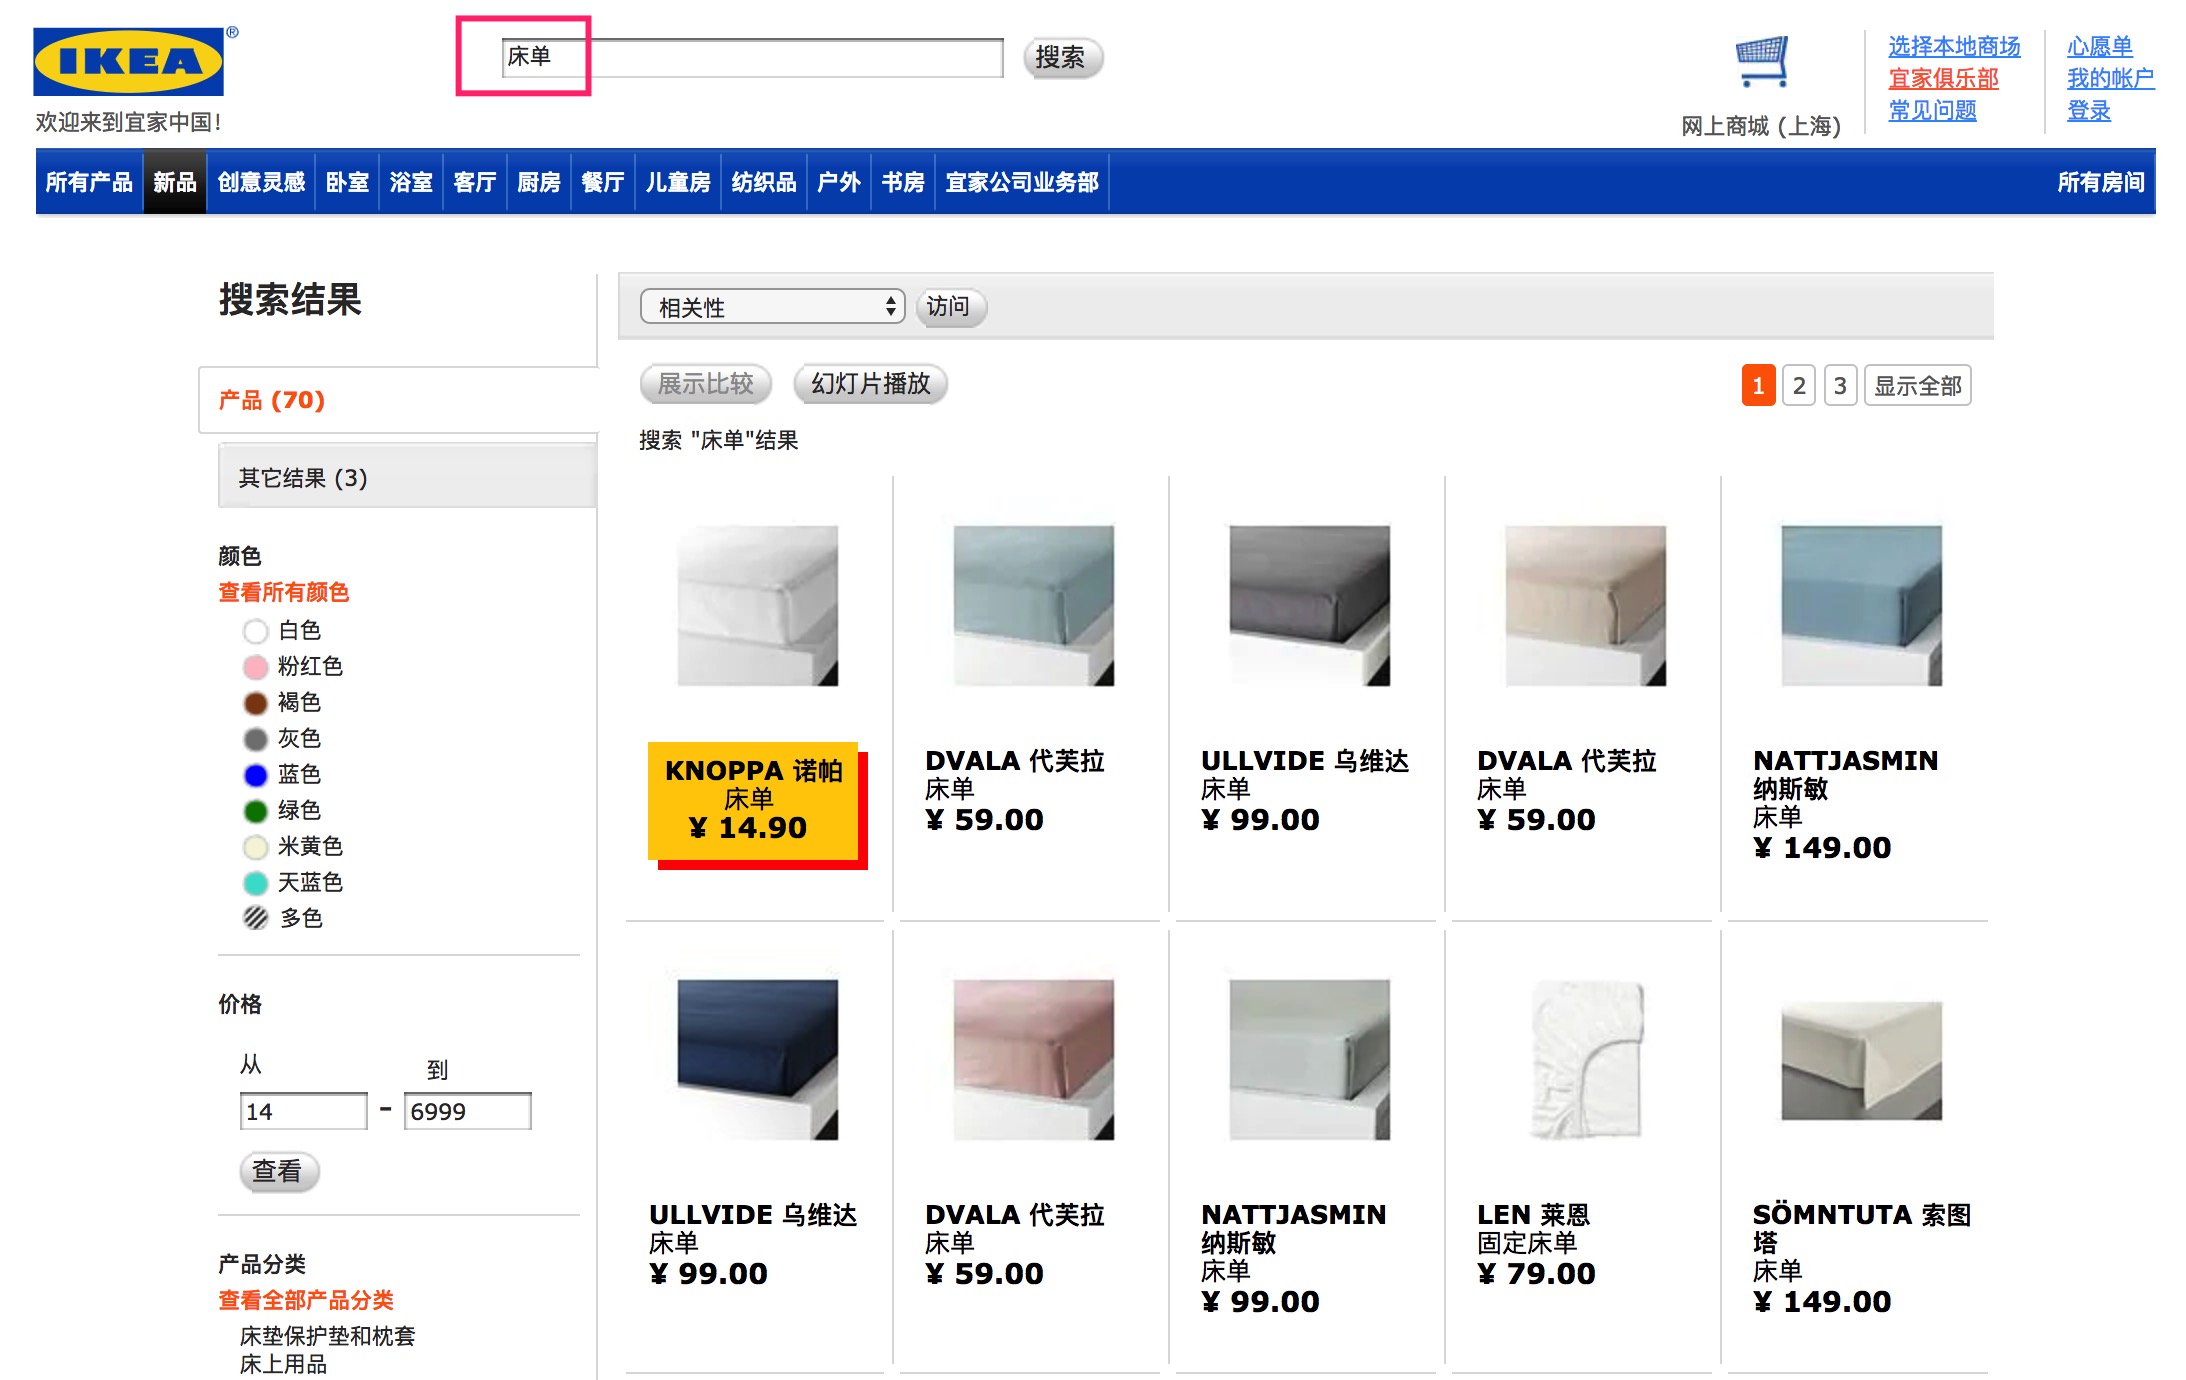 IKEA®
床单
搜索
欢迎来到宜家中国!
网上商城 (上海)
选择本地商场
宜家俱乐部
常见问题
心愿单
我的帐户
登录
所有产品 新品 创意灵感 卧室 浴室 客厅 厨房 餐厅 儿童房 纺织品 户外 书房 宜家公司业务部 所有房间
搜索结果
产品 (70)
其它结果 (3)
颜色
查看所有颜色
白色
粉红色
褐色
灰色
蓝色
绿色
米黄色
天蓝色
多色
价格
从 到
14 - 6999
查看
产品分类
查看全部产品分类
床垫保护垫和枕套
床上用品
相关性 访问
展示比较 幻灯片播放
1 2 3 显示全部
搜索 "床单"结果
KNOPPA 诺帕
床单
¥ 14.90
DVALA 代芙拉
床单
¥ 59.00
ULLVIDE 乌维达
床单
¥ 99.00
DVALA 代芙拉
床单
¥ 59.00
NATTJASMIN
纳斯敏
床单
¥ 149.00
ULLVIDE 乌维达
床单
¥ 99.00
DVALA 代芙拉
床单
¥ 59.00
NATTJASMIN
纳斯敏
床单
¥ 99.00
LEN 莱恩
固定床单
¥ 79.00
SÖMNTUTA 索图
塔
床单
¥ 149.00